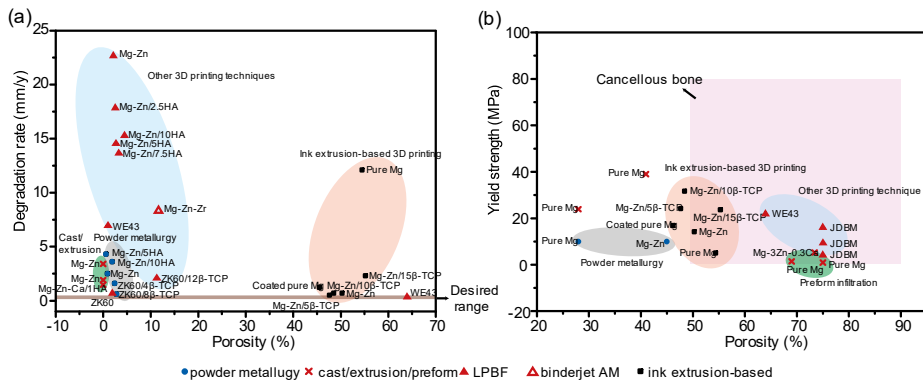 (a)
25
20
15
10
5
0
Degradation rate (mm/y)
Mg-Zn
Other 3D printing techniques
Mg-Zn/2.5HA
Mg-Zn/10HA
Mg-Zn/5HA
Mg-Zn/7.5HA
Ink extrusion-based 3D printing
Pure Mg
Mg-Zn-Zr
WE43
Cast/
extrusion
Powder metallurgy
Mg-Zn/5HA
Mg-Zn
Mg-Zn/10HA
Mg-Zn
ZK60/12β-TCP
Mg-Zn/15β-TCP
Mg-Zn-Ca/1HA
ZK60/4β-TCP
Coated pure Mg
Mg-Zn/10β-TCP
ZK60/8β-TCP
Mg-Zn
WE43
Desired
range
ZK60
Mg-Zn/5β-TCP
-10 0 10 20 30 40 50 60 70
Porosity (%)
(b)
100
80
60
40
20
0
-20
Yield strength (MPa)
Cancellous bone
Pure Mg
Ink extrusion-based 3D printing
Mg-Zn/10β-TCP
Other 3D printing technique
Pure Mg
Mg-Zn/5β-TCP
Mg-Zn/15β-TCP
WE43
Coated pure Mg
JDBM
Pure Mg
Mg-Zn
Mg-Zn
JDBM
Powder metallurgy
Pure Mg
Mg-3Zn-0.3Ca
JDBM
Pure Mg
Pure Mg
Preform infiltration
20 30 40 50 60 70 80 90
Porosity (%)
powder metallugy cast/extrusion/preform LPBF binderjet AM ink extrusion-based